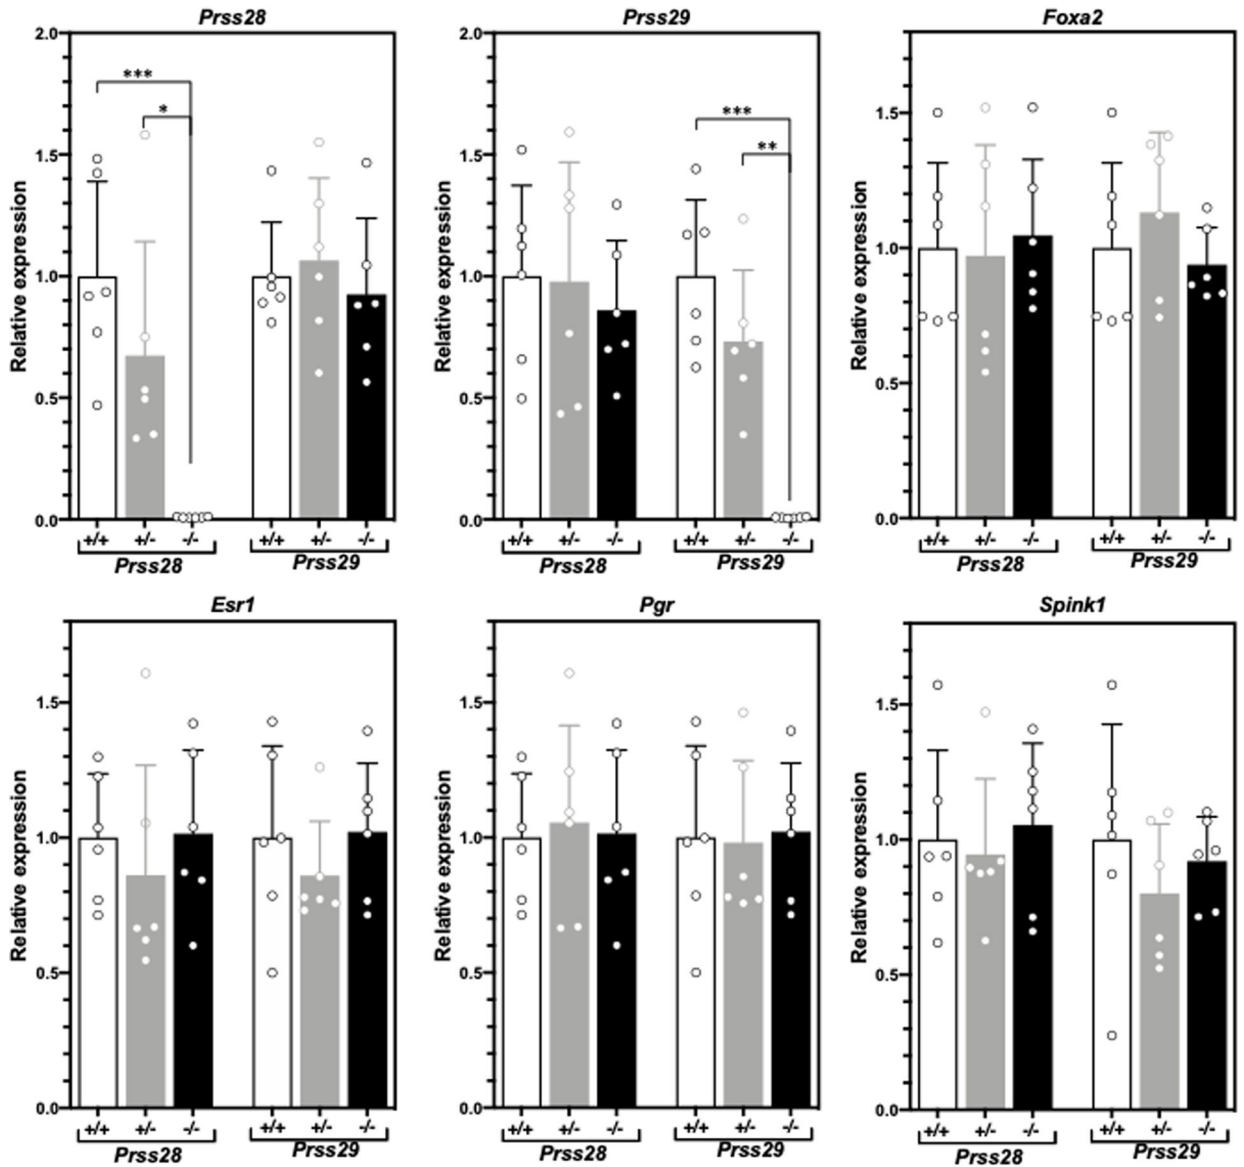 Prss28
Prss29
Foxa2
Relative expression
2.0
1.5
1.0
0.5
0.0
***
*
+/+ +/- -/- +/+ +/- -/-
Prss28 Prss29
Relative expression
2.0
1.5
1.0
0.5
0.0
***
**
+/+ +/- -/- +/+ +/- -/-
Prss28 Prss29
Relative expression
1.5
1.0
0.5
0.0
+/+ +/- -/- +/+ +/- -/-
Prss28 Prss29
Esr1
Pgr
Spink1
Relative expression
1.5
1.0
0.5
0.0
+/+ +/- -/- +/+ +/- -/-
Prss28 Prss29
Relative expression
1.5
1.0
0.5
0.0
+/+ +/- -/- +/+ +/- -/-
Prss28 Prss29
Relative expression
1.5
1.0
0.5
0.0
+/+ +/- -/- +/+ +/- -/-
Prss28 Prss29